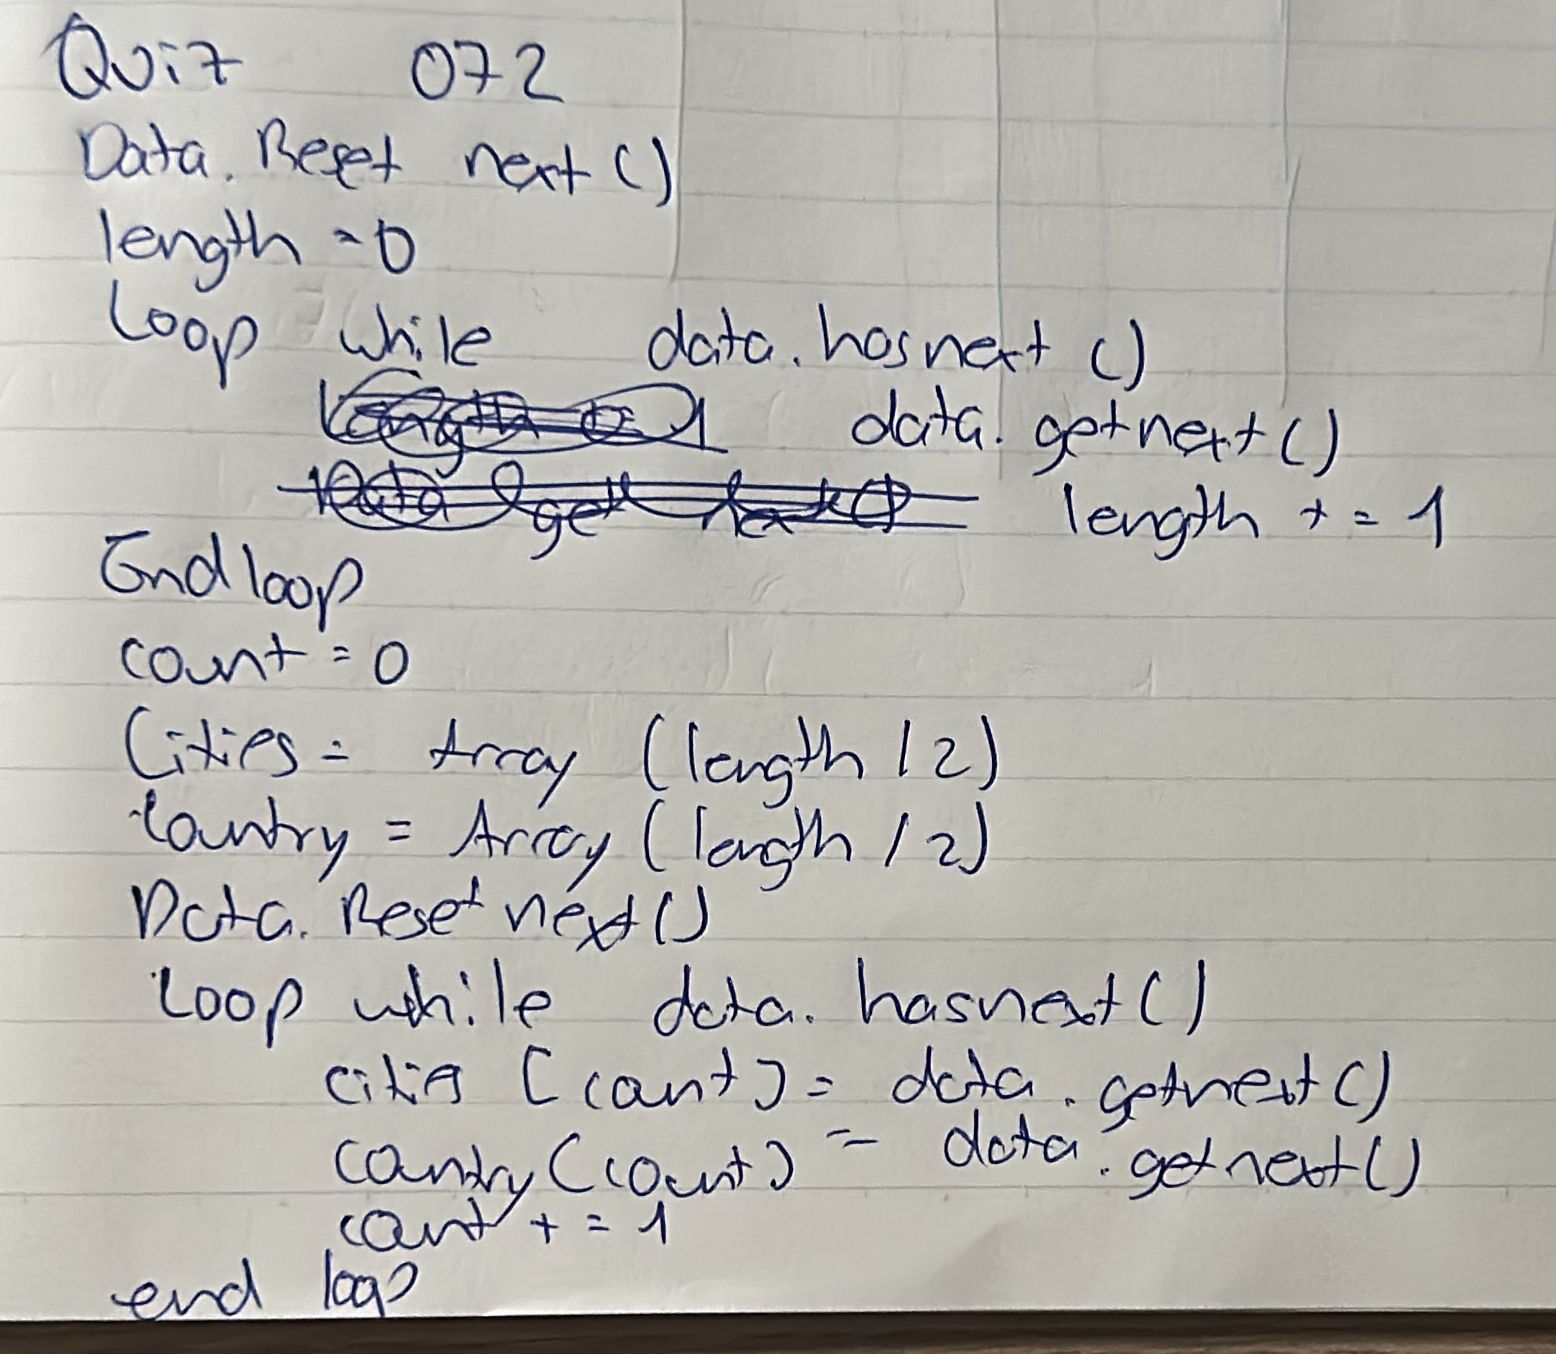 Quiz 072
Data. Reset next ()
length = 0
Loop while data. hasnext ()
data. getnext ()
length + = 1
End loop
count = 0
Cities = Array (length / 2)
Country = Array (length / 2)
Data. Reset next ()
Loop while data. hasnext ()
cities [count] = data. getnext ()
country [count] = data. getnext ()
count + = 1
end loop